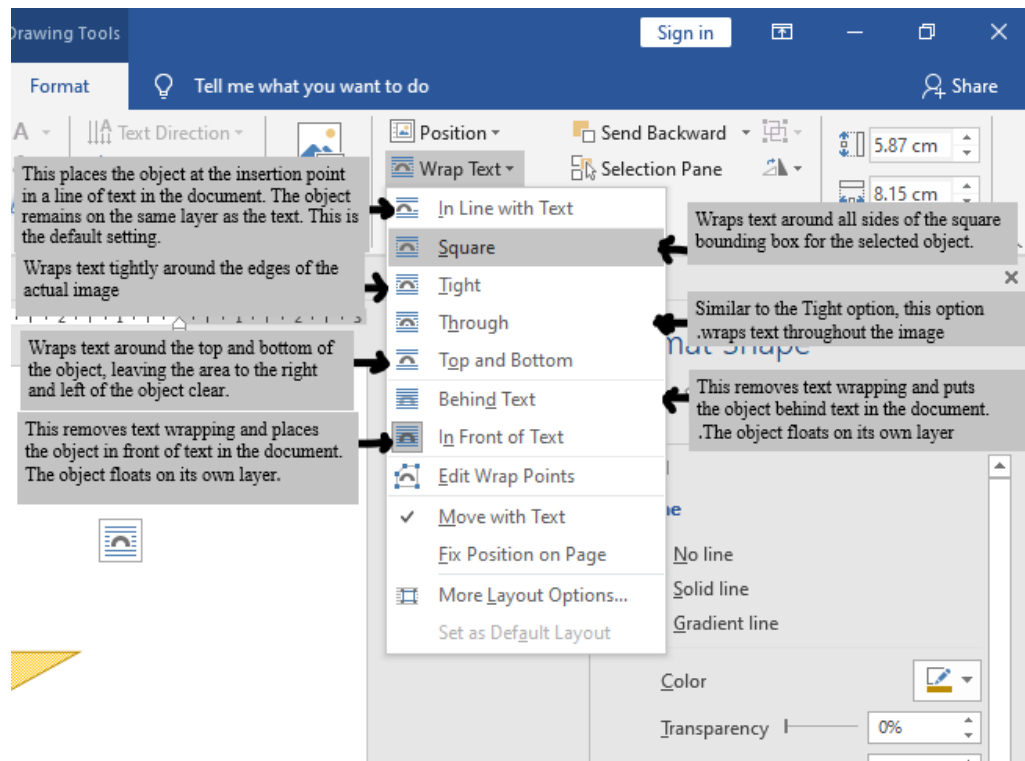 Drawing Tools
Sign in
Format
Tell me what you want to do
Share
A
Text Direction
Position
Send Backward
5.87 cm
Wrap Text
Selection Pane
8.15 cm
This places the object at the insertion point
in a line of text in the document. The object
remains on the same layer as the text. This is
the default setting.
In Line with Text
Wraps text around all sides of the square
bounding box for the selected object.
Square
Wraps text tightly around the edges of the
actual image
Tight
Similar to the Tight option, this option
.wraps text throughout the image
Through
2 1 1 2 3
Wraps text around the top and bottom of
the object, leaving the area to the right
and left of the object clear.
Top and Bottom
mat Shape
This removes text wrapping and puts
the object behind text in the document.
.The object floats on its own layer
Behind Text
This removes text wrapping and places
the object in front of text in the document.
The object floats on its own layer.
In Front of Text
Edit Wrap Points
Move with Text
ne
Fix Position on Page
No line
More Layout Options...
Solid line
Set as Default Layout
Gradient line
Color
Transparency
0%